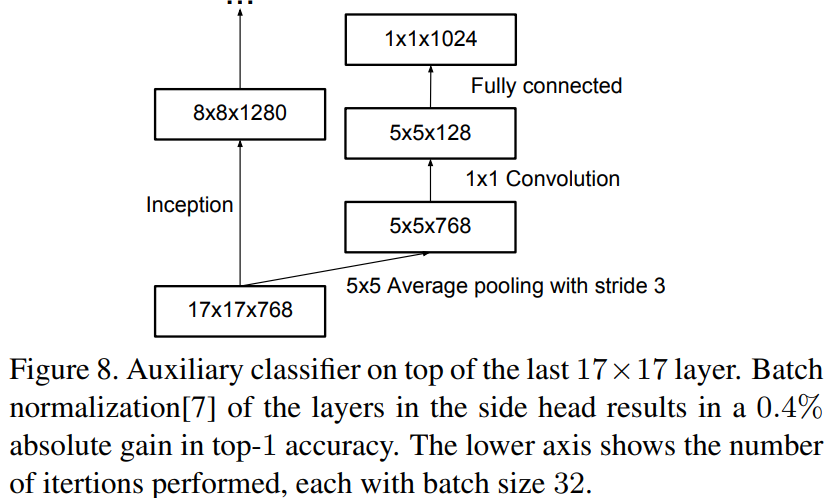 ...
1x1x1024
Fully connected
8x8x1280
5x5x128
1x1 Convolution
Inception
5x5x768
5x5 Average pooling with stride 3
17x17x768
Figure 8. Auxiliary classifier on top of the last 17×17 layer. Batch
normalization[7] of the layers in the side head results in a 0.4%
absolute gain in top-1 accuracy. The lower axis shows the number
of itertions performed, each with batch size 32.